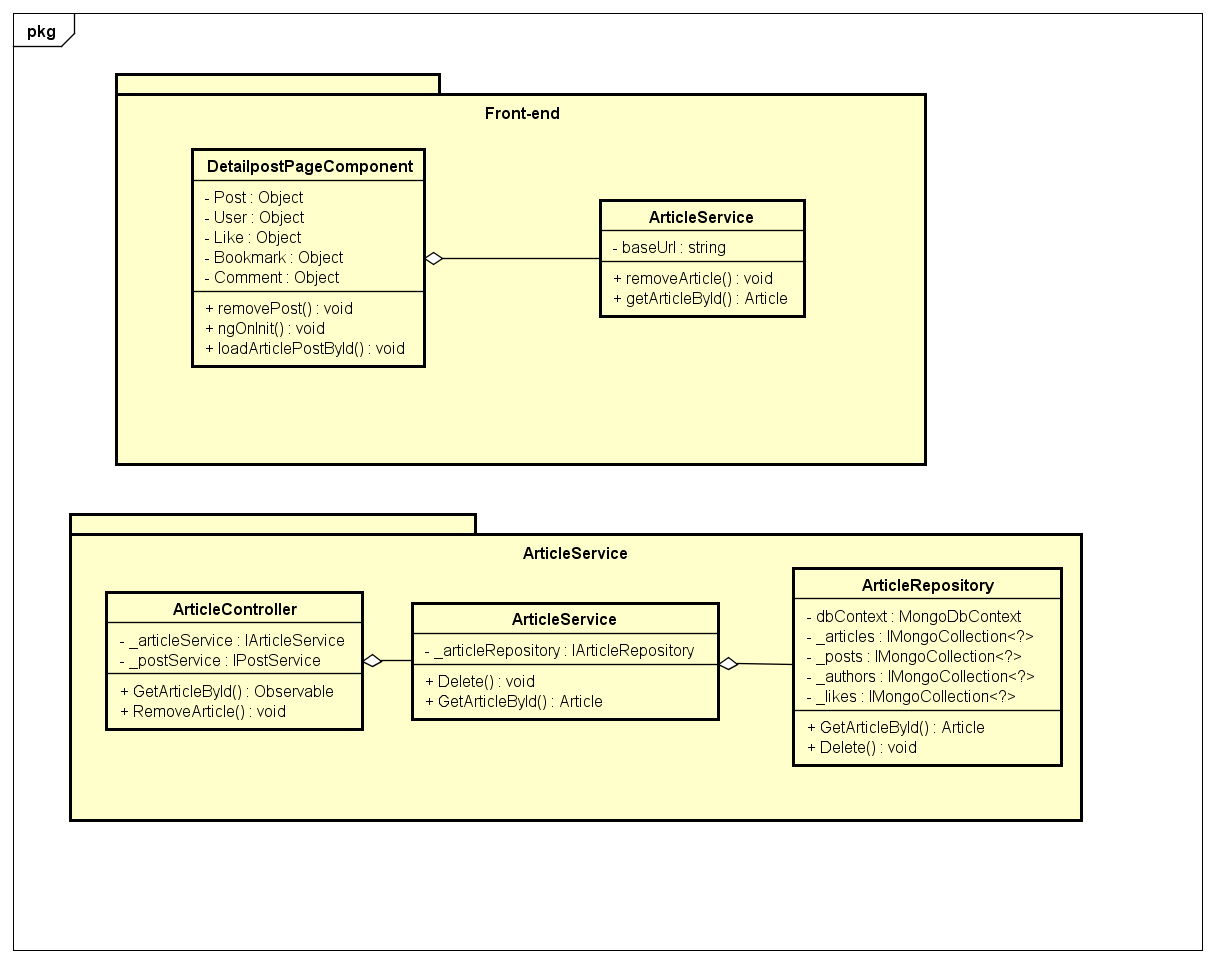 pkg
Front-end
DetailpostPageComponent
- Post : Object
- User : Object
- Like : Object
- Bookmark : Object
- Comment : Object
+ removePost() : void
+ ngOnInit() : void
+ loadArticlePostById() : void
ArticleService
- baseUrl : string
+ removeArticle() : void
+ getArticleById() : Article
ArticleService
ArticleController
- _articleService : IArticleService
- _postService : IPostService
+ GetArticleById() : Observable
+ RemoveArticle() : void
ArticleService
- _articleRepository : IArticleRepository
+ Delete() : void
+ GetArticleById() : Article
ArticleRepository
- dbContext : MongoDbContext
- _articles : IMongoCollection<?>
- _posts : IMongoCollection<?>
- _authors : IMongoCollection<?>
- _likes : IMongoCollection<?>
+ GetArticleById() : Article
+ Delete() : void